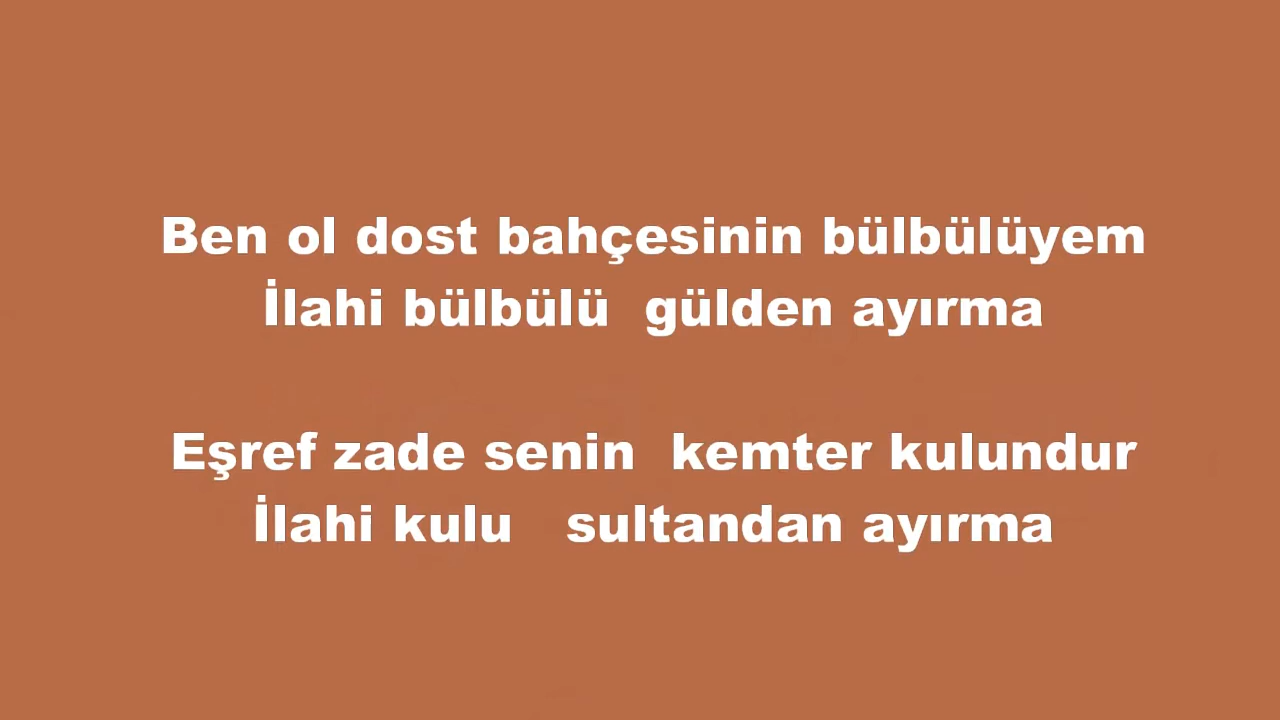 Ben ol dost bahçesinin bülbülüyem
İlahi bülbülü gülden ayırma
Eşref zade senin kemter kulundur
İlahi kulu sultandan ayırma